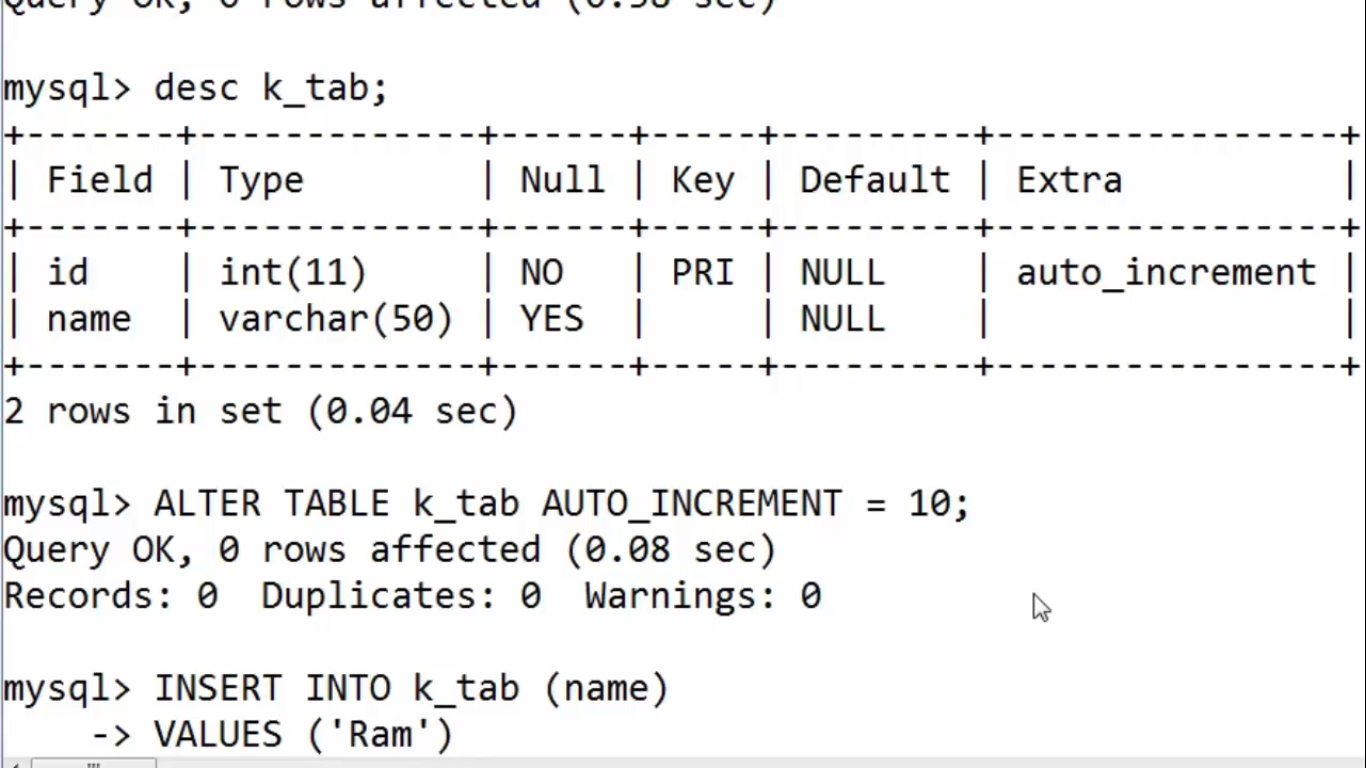 Query OK, 0 rows affected (0.58 sec)
mysql> desc k_tab;
+-------+-------------+------+-----+---------+----------------+
| Field | Type        | Null | Key | Default | Extra          |
+-------+-------------+------+-----+---------+----------------+
| id    | int(11)     | NO   | PRI | NULL    | auto_increment |
| name  | varchar(50) | YES  |     | NULL    |                |
+-------+-------------+------+-----+---------+----------------+
2 rows in set (0.04 sec)
mysql> ALTER TABLE k_tab AUTO_INCREMENT = 10;
Query OK, 0 rows affected (0.08 sec)
Records: 0  Duplicates: 0  Warnings: 0
mysql> INSERT INTO k_tab (name)
    -> VALUES ('Ram')